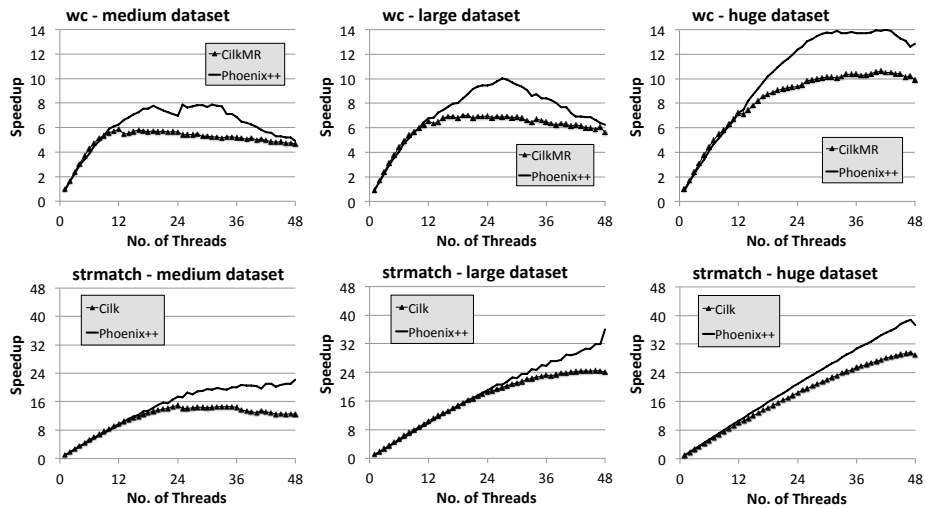 wc - medium dataset
14
12
10
8
6
4
2
0
Speedup
CilkMR
Phoenix++
0 12 24 36 48
No. of Threads
wc - large dataset
14
12
10
8
6
4
2
0
Speedup
CilkMR
Phoenix++
0 12 24 36 48
No. of Threads
wc - huge dataset
14
12
10
8
6
4
2
0
Speedup
CilkMR
Phoenix++
0 12 24 36 48
No. of Threads
strmatch - medium dataset
48
40
32
24
16
8
0
Speedup
Cilk
Phoenix++
0 12 24 36 48
No. of Threads
strmatch - large dataset
48
40
32
24
16
8
0
Speedup
Cilk
Phoenix++
0 12 24 36 48
No. of Threads
strmatch - huge dataset
48
40
32
24
16
8
0
Speedup
Cilk
Phoenix++
0 12 24 36 48
No. of Threads